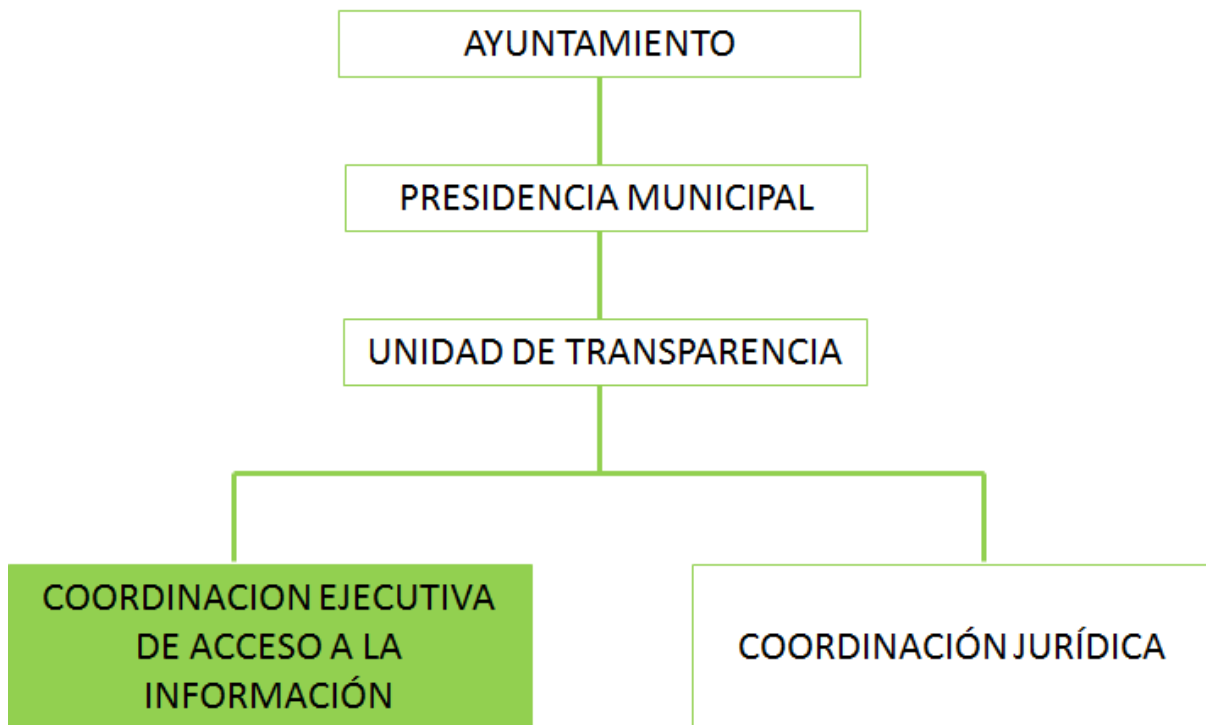 AYUNTAMIENTO
PRESIDENCIA MUNICIPAL
UNIDAD DE TRANSPARENCIA
COORDINACION EJECUTIVA
DE ACCESO A LA
INFORMACIÓN
COORDINACIÓN JURÍDICA